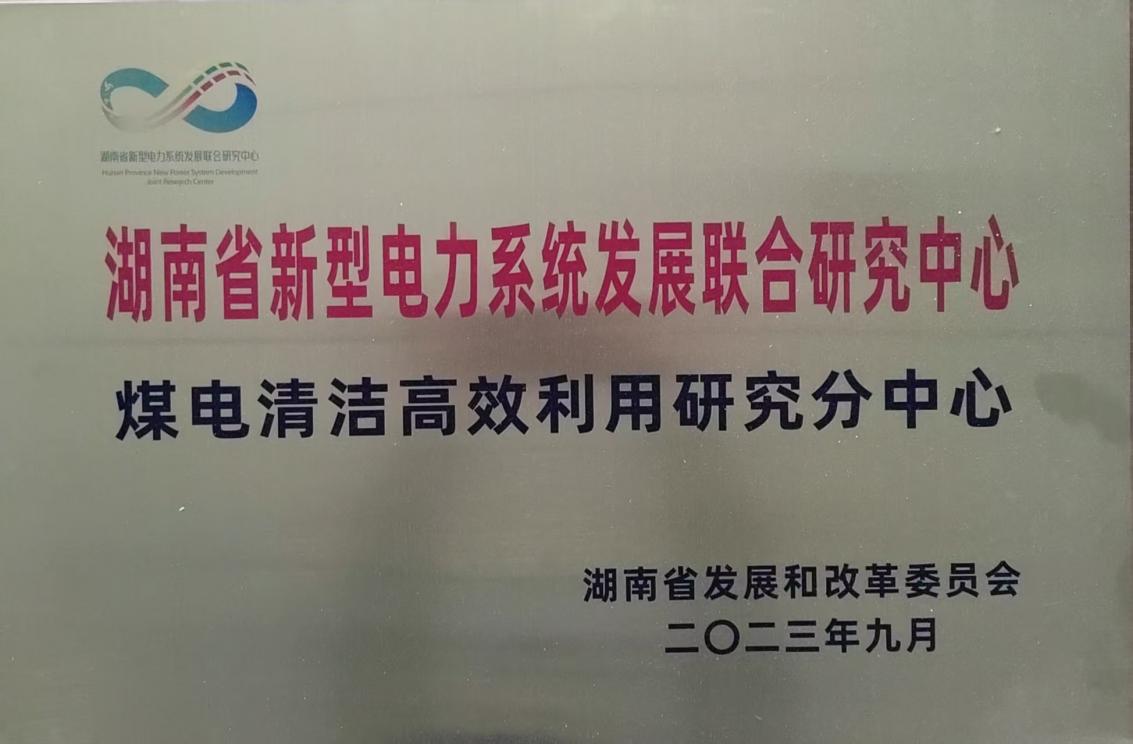 湖南省新型电力系统发展联合研究中心
Hunan Province New Power System Development
Joint Research Center
湖南省新型电力系统发展联合研究中心
煤电清洁高效利用研究分中心
湖南省发展和改革委员会
二〇二三年九月